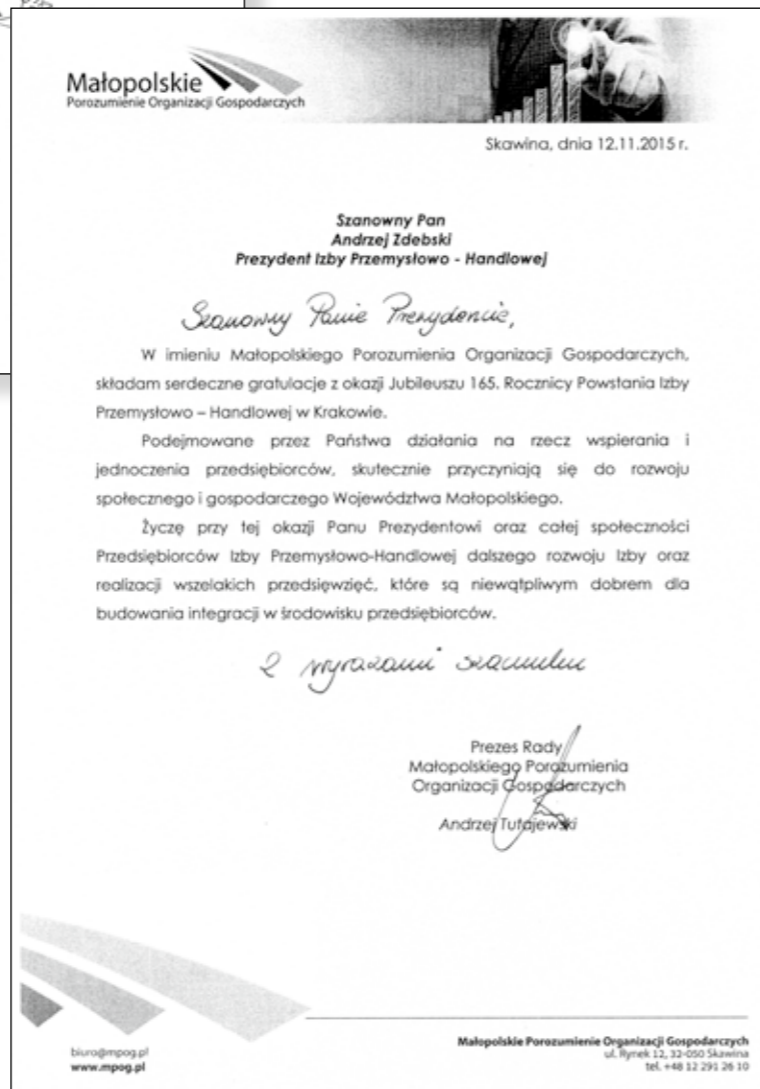 Małopolskie
Porozumienie Organizacji Gospodarczych
Skawina, dnia 12.11.2015 r.
Szanowny Pan
Andrzej Zdebski
Prezydent Izby Przemysłowo - Handlowej
Szanowny Panie Prezydencie,
W imieniu Małopolskiego Porozumienia Organizacji Gospodarczych,
składam serdeczne gratulacje z okazji Jubileuszu 165. Rocznicy Powstania Izby
Przemysłowo – Handlowej w Krakowie.
Podejmowane przez Państwa działania na rzecz wspierania i
jednoczenia przedsiębiorców, skutecznie przyczyniają się do rozwoju
społecznego i gospodarczego Województwa Małopolskiego.
Życzę przy tej okazji Panu Prezydentowi oraz całej społeczności
Przedsiębiorców Izby Przemysłowo-Handlowej dalszego rozwoju Izby oraz
realizacji wszelakich przedsięwzięć, które są niewątpliwym dobrem dla
budowania integracji w środowisku przedsiębiorców.
Z wyrazami szacunku
Prezes Rady
Małopolskiego Porozumienia
Organizacji Gospodarczych
Andrzej Tutajewski
biuro@mpog.pl
www.mpog.pl
Małopolskie Porozumienie Organizacji Gospodarczych
ul. Rynek 12, 32-050 Skawina
tel. +48 12 291 26 10